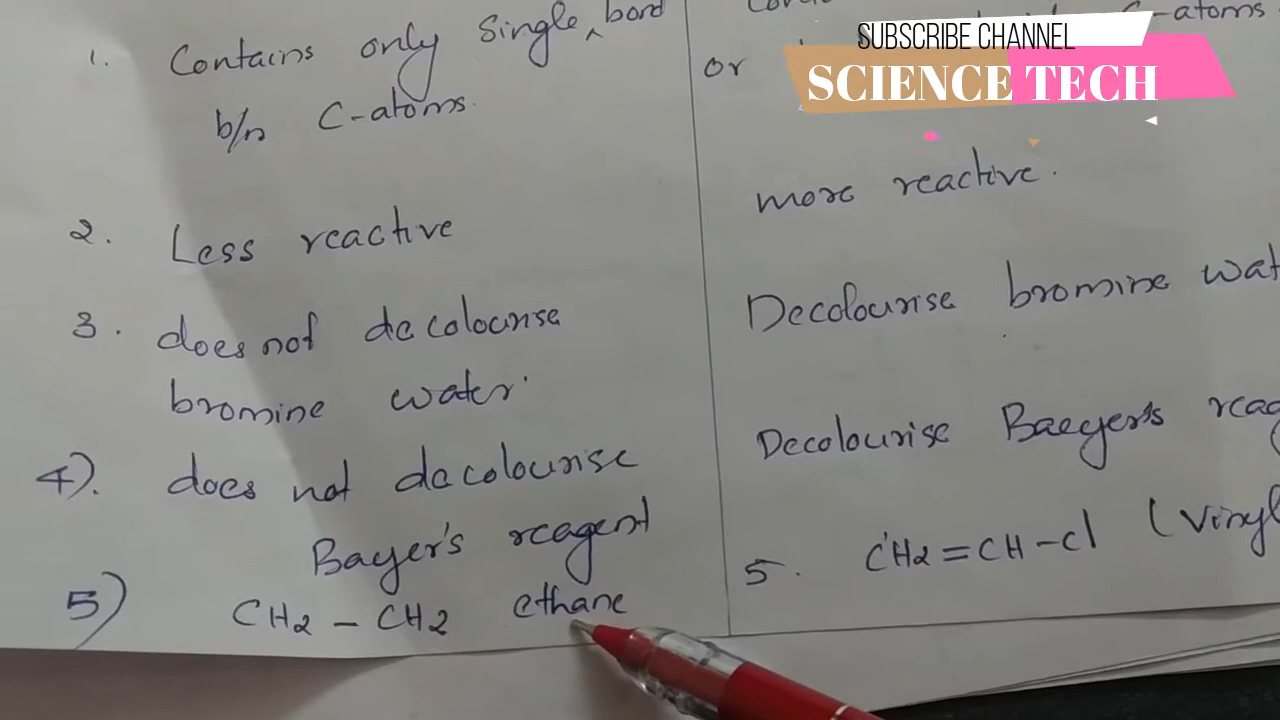 1. Contains only single bond
b/n C-atoms.
2. Less reactive
3. does not decolourise
bromine water.
4). does not decolourise
Bayer's reagent
5) CH2 - CH2 ethane
C-atoms
or
more reactive.
Decolourise bromine wat
Decolourise Baeyer's reag
5. CH2 = CH - Cl (Vinyl
SUBSCRIBE CHANNEL
SCIENCE TECH